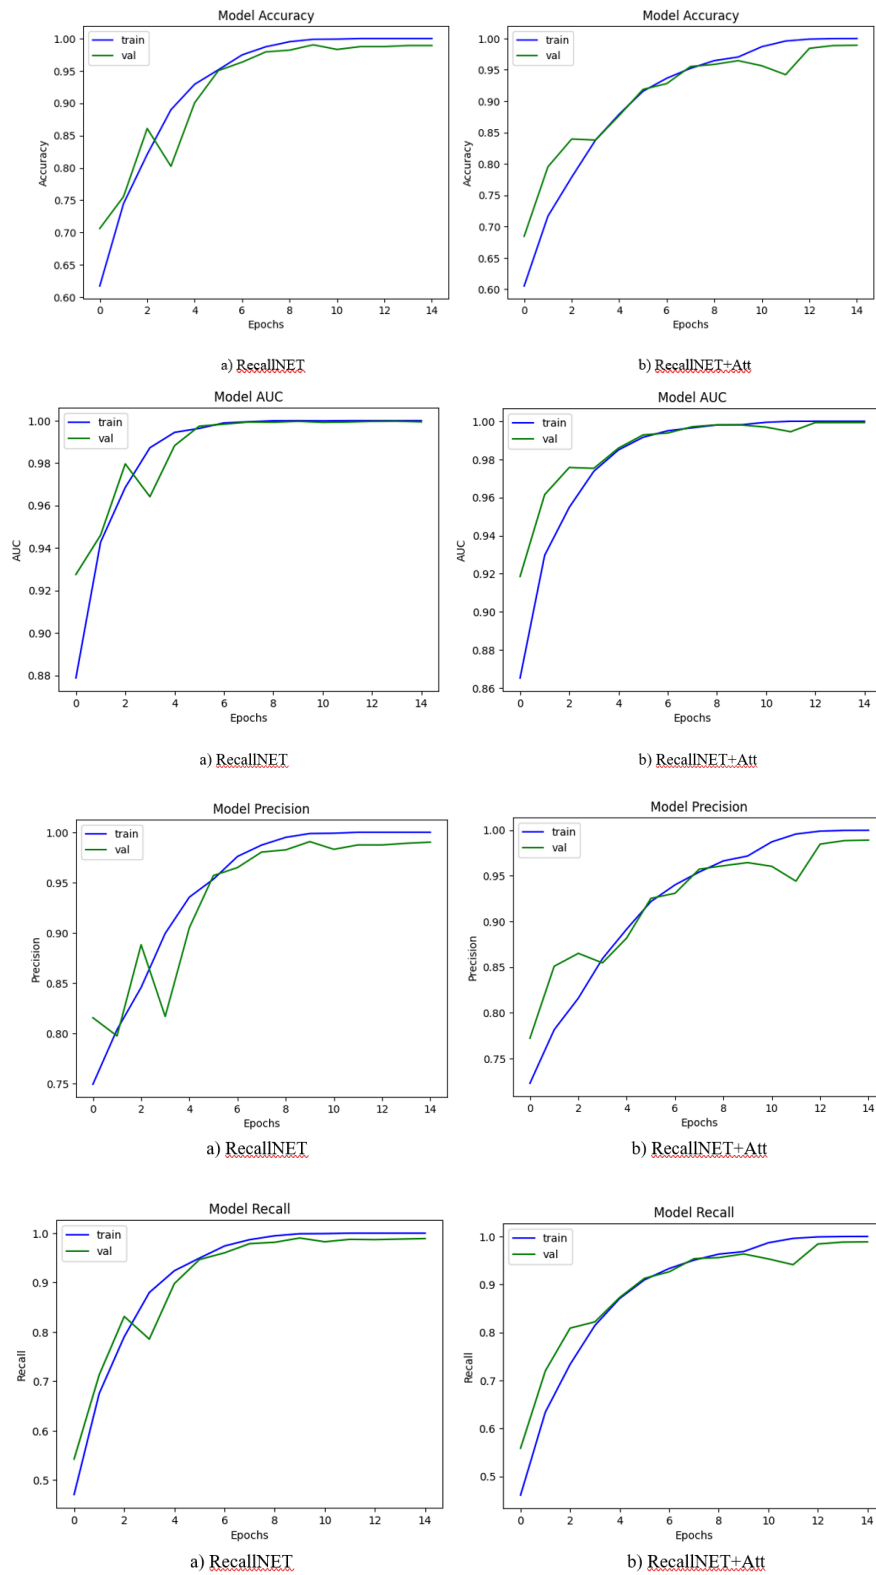 Model Accuracy
train
val
1.00
0.95
0.90
0.85
0.80
0.75
0.70
0.65
0.60
Accuracy
0 2 4 6 8 10 12 14
Epochs
a) RecallNET
Model Accuracy
train
val
1.00
0.95
0.90
0.85
0.80
0.75
0.70
0.65
0.60
Accuracy
0 2 4 6 8 10 12 14
Epochs
b) RecallNET+Att
Model AUC
train
val
1.00
0.98
0.96
0.94
0.92
0.90
0.88
AUC
0 2 4 6 8 10 12 14
Epochs
a) RecallNET
Model AUC
train
val
1.00
0.98
0.96
0.94
0.92
0.90
0.88
0.86
AUC
0 2 4 6 8 10 12 14
Epochs
b) RecallNET+Att
Model Precision
train
val
1.00
0.95
0.90
0.85
0.80
0.75
Precision
0 2 4 6 8 10 12 14
Epochs
a) RecallNET
Model Precision
train
val
1.00
0.95
0.90
0.85
0.80
0.75
Precision
0 2 4 6 8 10 12 14
Epochs
b) RecallNET+Att
Model Recall
train
val
1.0
0.9
0.8
0.7
0.6
0.5
Recall
0 2 4 6 8 10 12 14
Epochs
a) RecallNET
Model Recall
train
val
1.0
0.9
0.8
0.7
0.6
0.5
Recall
0 2 4 6 8 10 12 14
Epochs
b) RecallNET+Att